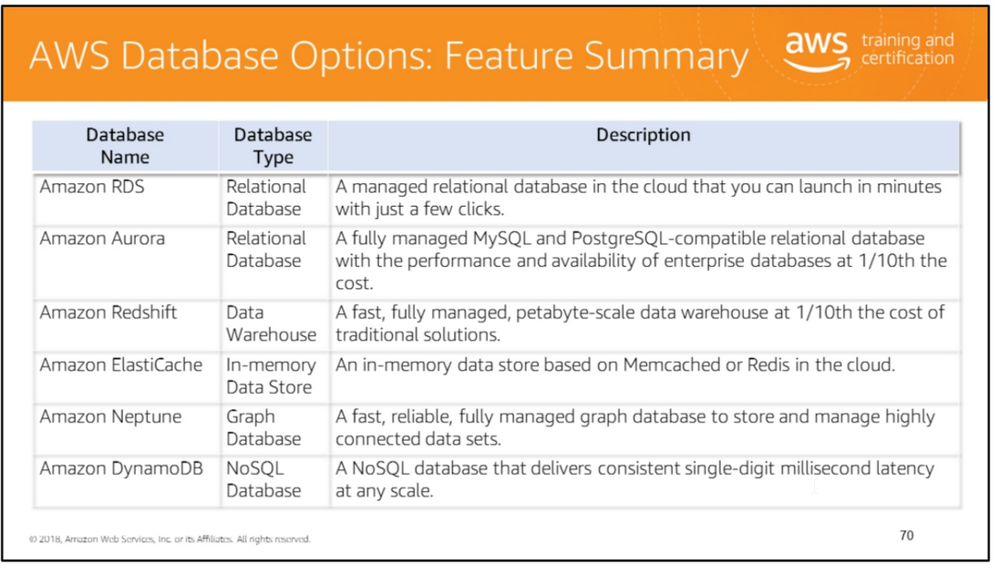 AWS Database Options: Feature Summary
aws training and certification
Database Name
Database Type
Description
Amazon RDS
Relational Database
A managed relational database in the cloud that you can launch in minutes
with just a few clicks.
Amazon Aurora
Relational Database
A fully managed MySQL and PostgreSQL-compatible relational database
with the performance and availability of enterprise databases at 1/10th the
cost.
Amazon Redshift
Data Warehouse
A fast, fully managed, petabyte-scale data warehouse at 1/10th the cost of
traditional solutions.
Amazon ElastiCache
In-memory Data Store
An in-memory data store based on Memcached or Redis in the cloud.
Amazon Neptune
Graph Database
A fast, reliable, fully managed graph database to store and manage highly
connected data sets.
Amazon DynamoDB
NoSQL Database
A NoSQL database that delivers consistent single-digit millisecond latency
at any scale.
© 2018, Amazon Web Services, Inc. or its Affiliates. All rights reserved.
70